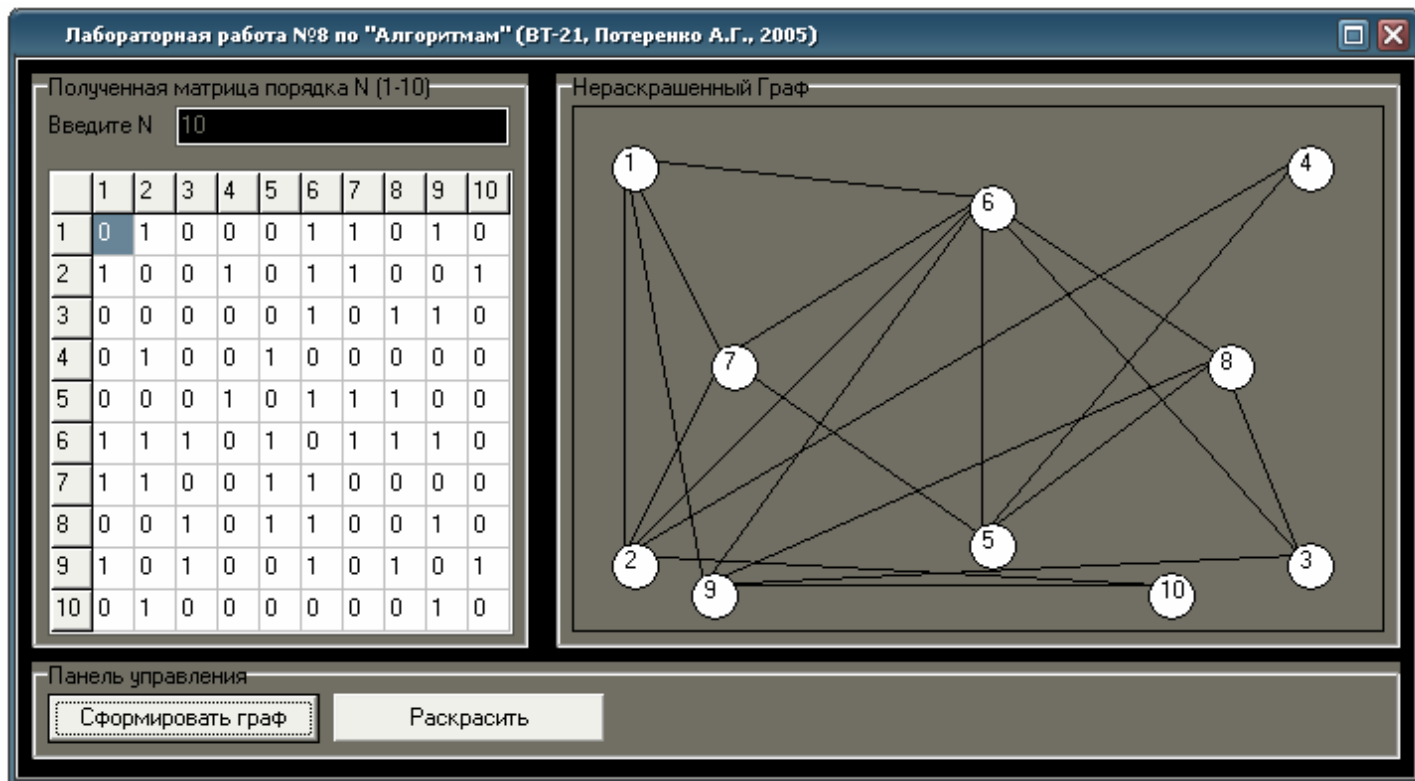 Лабораторная работа №8 по "Алгоритмам" (ВТ-21, Потеренко А.Г., 2005)
Полученная матрица порядка N (1-10)
Введите N 10
1 2 3 4 5 6 7 8 9 10
1 0 1 0 0 0 1 1 0 1 0
2 1 0 0 1 0 1 1 0 0 1
3 0 0 0 0 0 1 0 1 1 0
4 0 1 0 0 1 0 0 0 0 0
5 0 0 0 1 0 1 1 1 0 0
6 1 1 1 0 1 0 1 1 1 0
7 1 1 0 0 1 1 0 0 0 0
8 0 0 1 0 1 1 0 0 1 0
9 1 0 1 0 0 1 0 1 0 1
10 0 1 0 0 0 0 0 0 1 0
Нераскрашенный Граф
1
4
6
7
8
5
2
3
9
10
Панель управления
Сформировать граф
Раскрасить